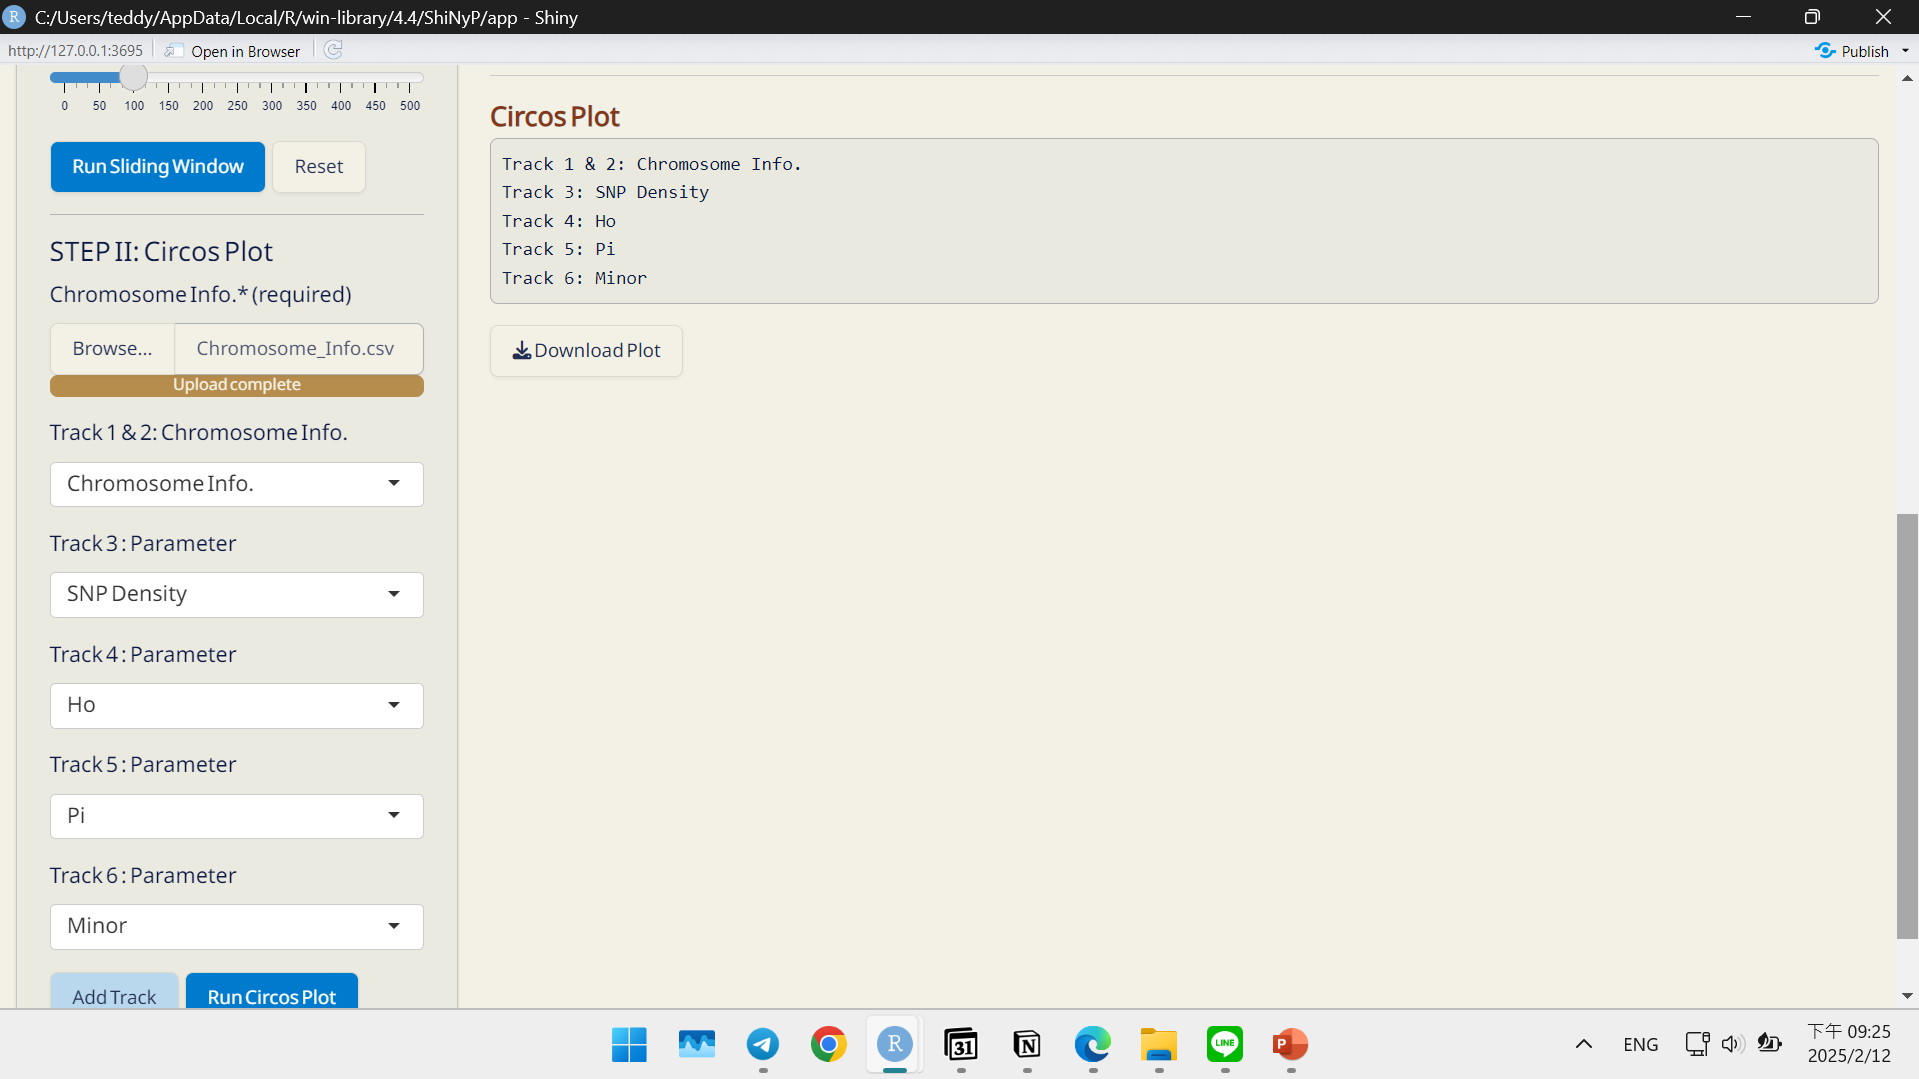 C:/Users/teddy/AppData/Local/R/win-library/4.4/ShiNyP/app - Shiny
http://127.0.0.1:3695
Open in Browser
Publish
0 50 100 150 200 250 300 350 400 450 500
Run Sliding Window
Reset
STEP II: Circos Plot
Chromosome Info.* (required)
Browse...
Chromosome_Info.csv
Upload complete
Track 1 & 2: Chromosome Info.
Chromosome Info.
Track 3 : Parameter
SNP Density
Track 4 : Parameter
Ho
Track 5 : Parameter
Pi
Track 6 : Parameter
Minor
Add Track
Run Circos Plot
Circos Plot
Track 1 & 2: Chromosome Info.
Track 3: SNP Density
Track 4: Ho
Track 5: Pi
Track 6: Minor
Download Plot
R
31
N
LINE
P
ENG
下午 09:25
2025/2/12